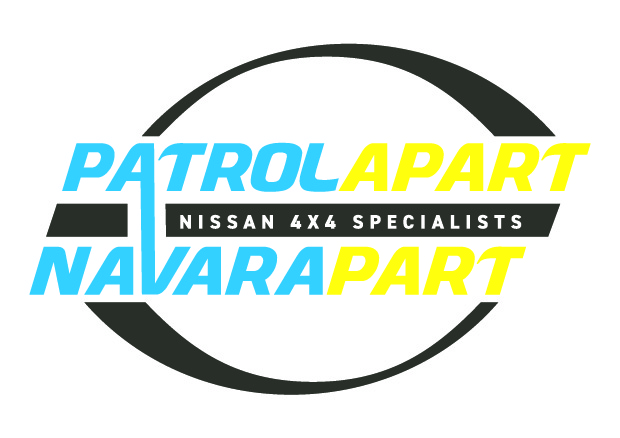 PATROLAPART
NISSAN 4X4 SPECIALISTS
NAVARAPART